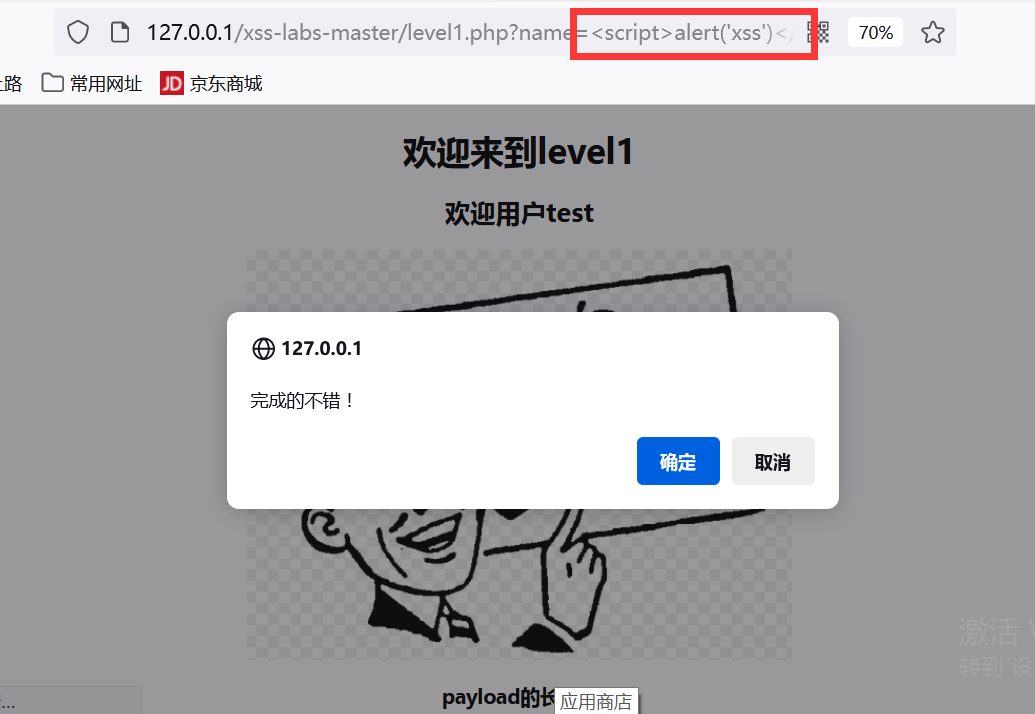 127.0.0.1/xss-labs-master/level1.php?name=<script>alert('xss')</
70%
上路 常用网址 JD 京东商城
欢迎来到level1
欢迎用户test
127.0.0.1
完成的不错！
确定 取消
激活
转到"设
payload的长
应用商店
...